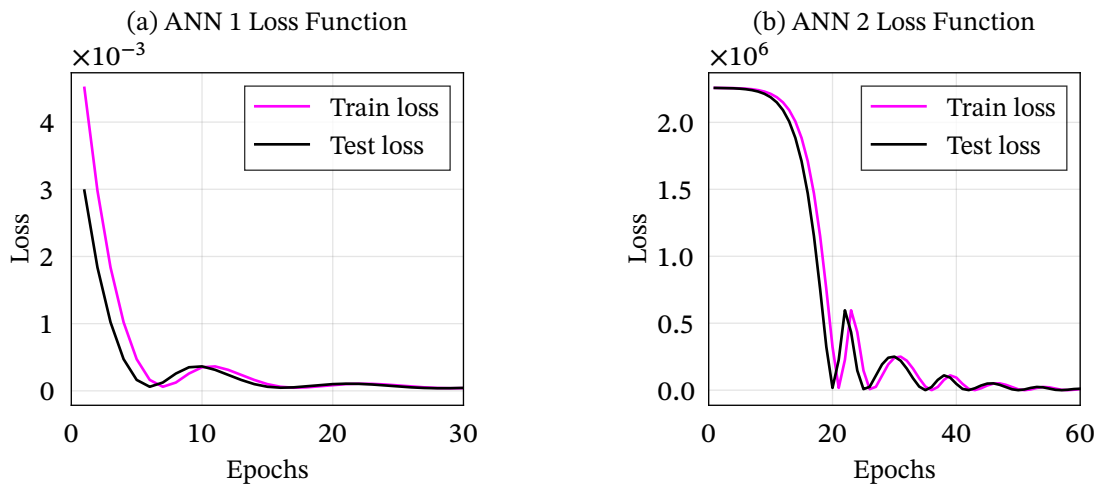 (a) ANN 1 Loss Function
×10⁻³
Train loss
Test loss
4
3
2
1
0
Loss
0 10 20 30
Epochs
(b) ANN 2 Loss Function
×10⁶
Train loss
Test loss
2.0
1.5
1.0
0.5
0.0
Loss
0 20 40 60
Epochs